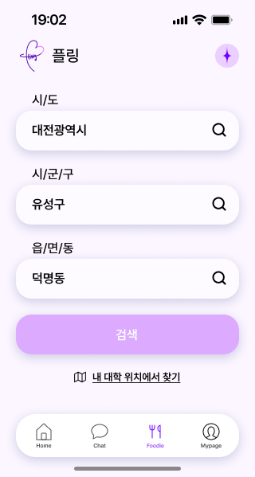 19:02
플링
시/도
대전광역시
시/군/구
유성구
읍/면/동
덕명동
검색
내 대학 위치에서 찾기
Home Chat Foodie Mypage